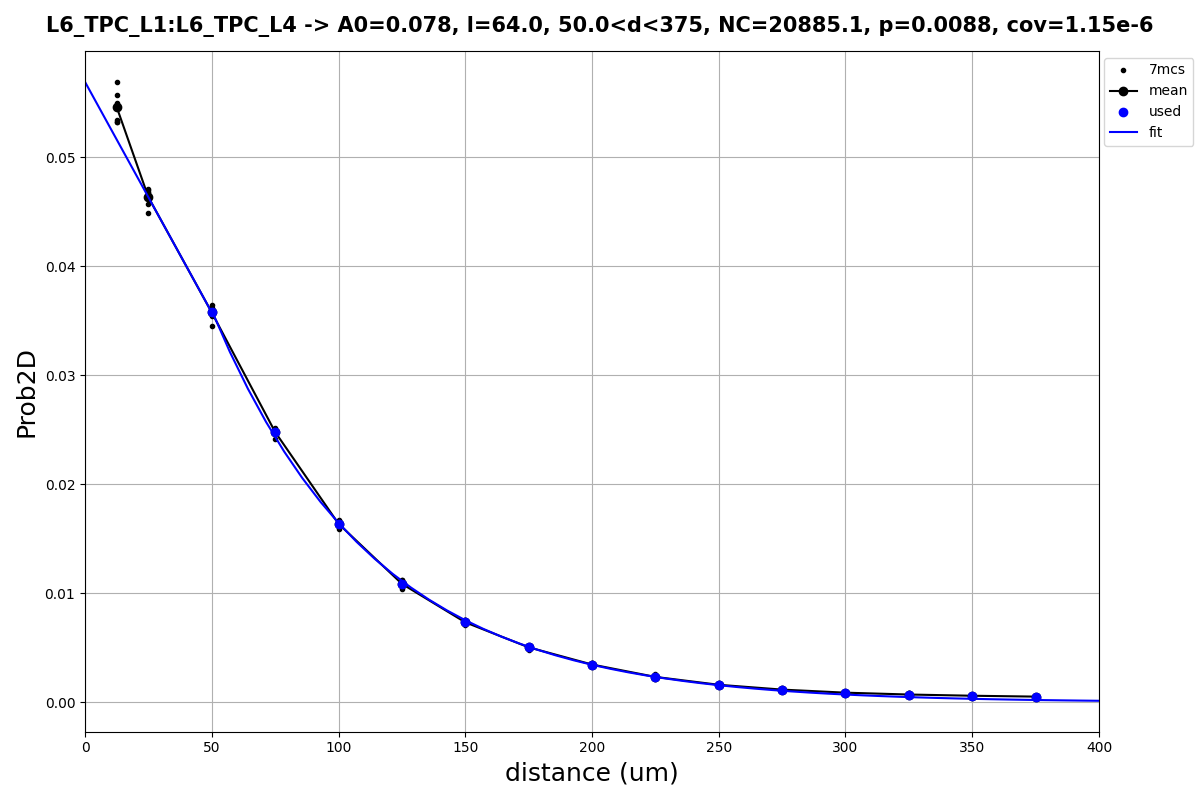 L6_TPC_L1:L6_TPC_L4 -> A0=0.078, l=64.0, 50.0<d<375, NC=20885.1, p=0.0088, cov=1.15e-6
7mcs
mean
used
fit
Prob2D
0.05
0.04
0.03
0.02
0.01
0.00
0 50 100 150 200 250 300 350 400
distance (um)